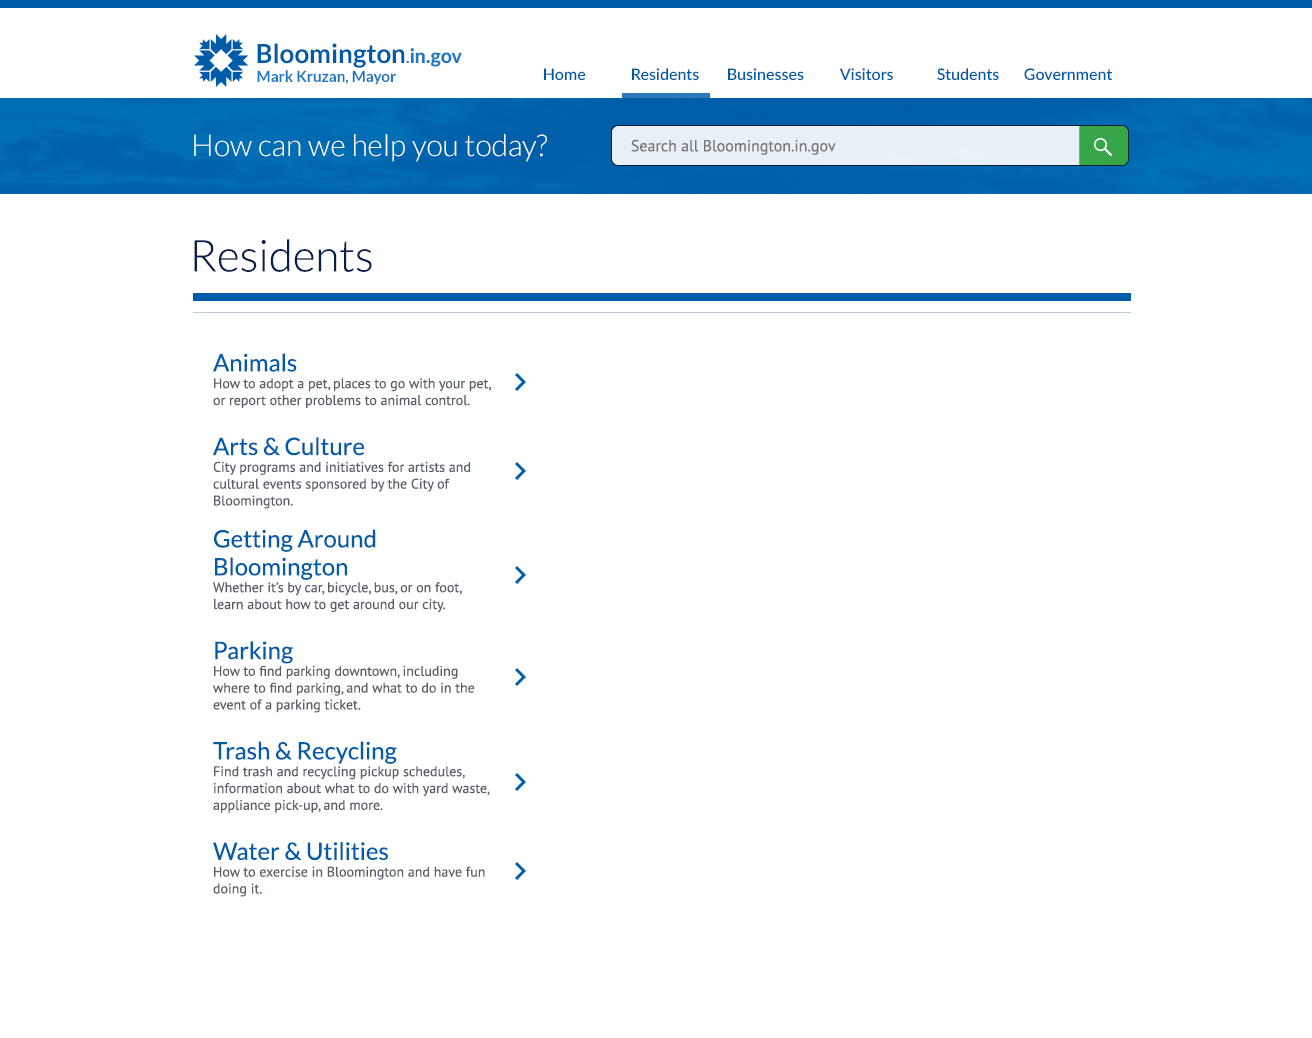 Bloomington.in.gov
Mark Kruzan, Mayor
Home Residents Businesses Visitors Students Government
How can we help you today?
Search all Bloomington.in.gov
Residents
Animals
How to adopt a pet, places to go with your pet,
or report other problems to animal control.
Arts & Culture
City programs and initiatives for artists and
cultural events sponsored by the City of
Bloomington.
Getting Around
Bloomington
Whether it's by car, bicycle, bus, or on foot,
learn about how to get around our city.
Parking
How to find parking downtown, including
where to find parking, and what to do in the
event of a parking ticket.
Trash & Recycling
Find trash and recycling pickup schedules,
information about what to do with yard waste,
appliance pick-up, and more.
Water & Utilities
How to exercise in Bloomington and have fun
doing it.